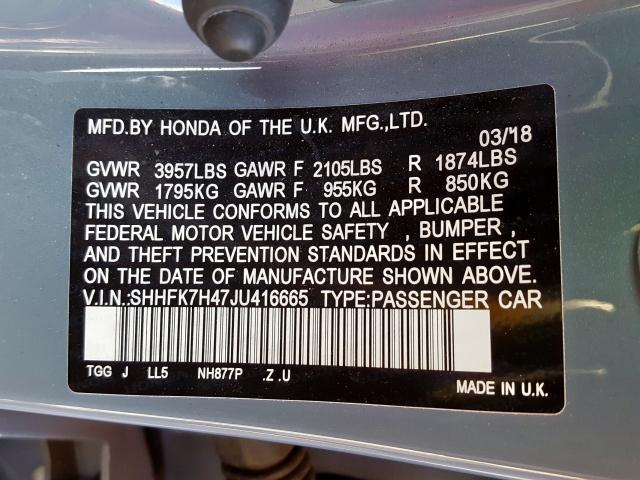 MFD.BY HONDA OF THE U.K. MFG.,LTD.
03/18
GVWR 3957LBS GAWR F 2105LBS R 1874LBS
GVWR 1795KG GAWR F 955KG R 850KG
THIS VEHICLE CONFORMS TO ALL APPLICABLE
FEDERAL MOTOR VEHICLE SAFETY , BUMPER ,
AND THEFT PREVENTION STANDARDS IN EFFECT
ON THE DATE OF MANUFACTURE SHOWN ABOVE.
V.I.N:SHHFK7H47JU416665 TYPE:PASSENGER CAR
TGG J LL5 NH877P .Z .U
MADE IN U.K.